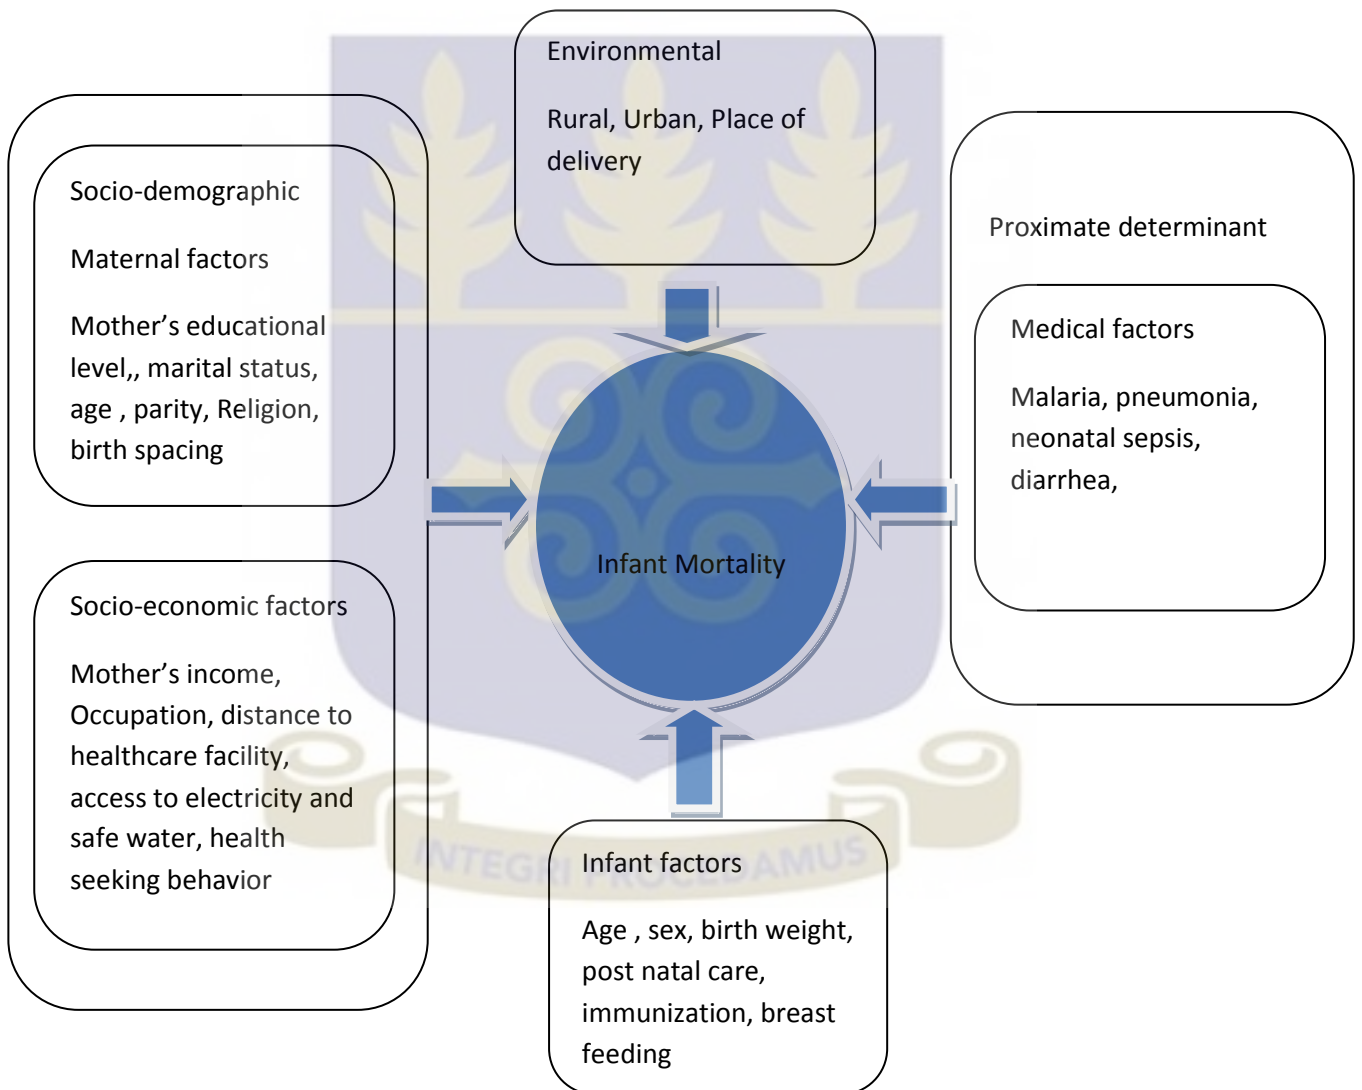 Environmental
Rural, Urban, Place of
delivery
Socio-demographic
Maternal factors
Mother’s educational
level,, marital status,
age , parity, Religion,
birth spacing
Socio-economic factors
Mother’s income,
Occupation, distance to
healthcare facility,
access to electricity and
safe water, health
seeking behavior
Infant Mortality
Proximate determinant
Medical factors
Malaria, pneumonia,
neonatal sepsis,
diarrhea,
Infant factors
Age , sex, birth weight,
post natal care,
immunization, breast
feeding
INTEGRI PROCEDAMUS